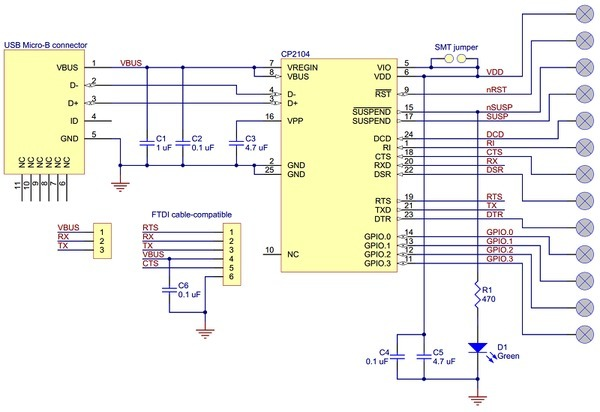 USB Micro-B connector
VBUS 1 VBUS
D- 2
D+ 3
ID 4
GND 5
NC NC NC NC NC NC
11 10 9 8 7 6
C1
1 uF
C2
0.1 uF
C3
4.7 uF
CP2104
7 VREGIN
8 VBUS
4 D-
3 D+
16 VPP
2 GND
25 GND
10 NC
SMT jumper
VIO 5
VDD 6 VDD
RST 9 nRST
SUSPEND 15 nSUSP
SUSPEND 17 SUSP
DCD 24 DCD
RI 1 RI
CTS 18 CTS
RXD 20 RX
DSR 22 DSR
RTS 19 RTS
TXD 21 TX
DTR 23 DTR
GPIO.0 14 GPIO.0
GPIO.1 13 GPIO.1
GPIO.2 12 GPIO.2
GPIO.3 11 GPIO.3
VBUS 1
RX 2
TX 3
FTDI cable-compatible
RTS 1
RX 2
TX 3
VBUS 4
CTS 5
6
C6
0.1 uF
R1
470
C4
0.1 uF
C5
4.7 uF
D1
Green